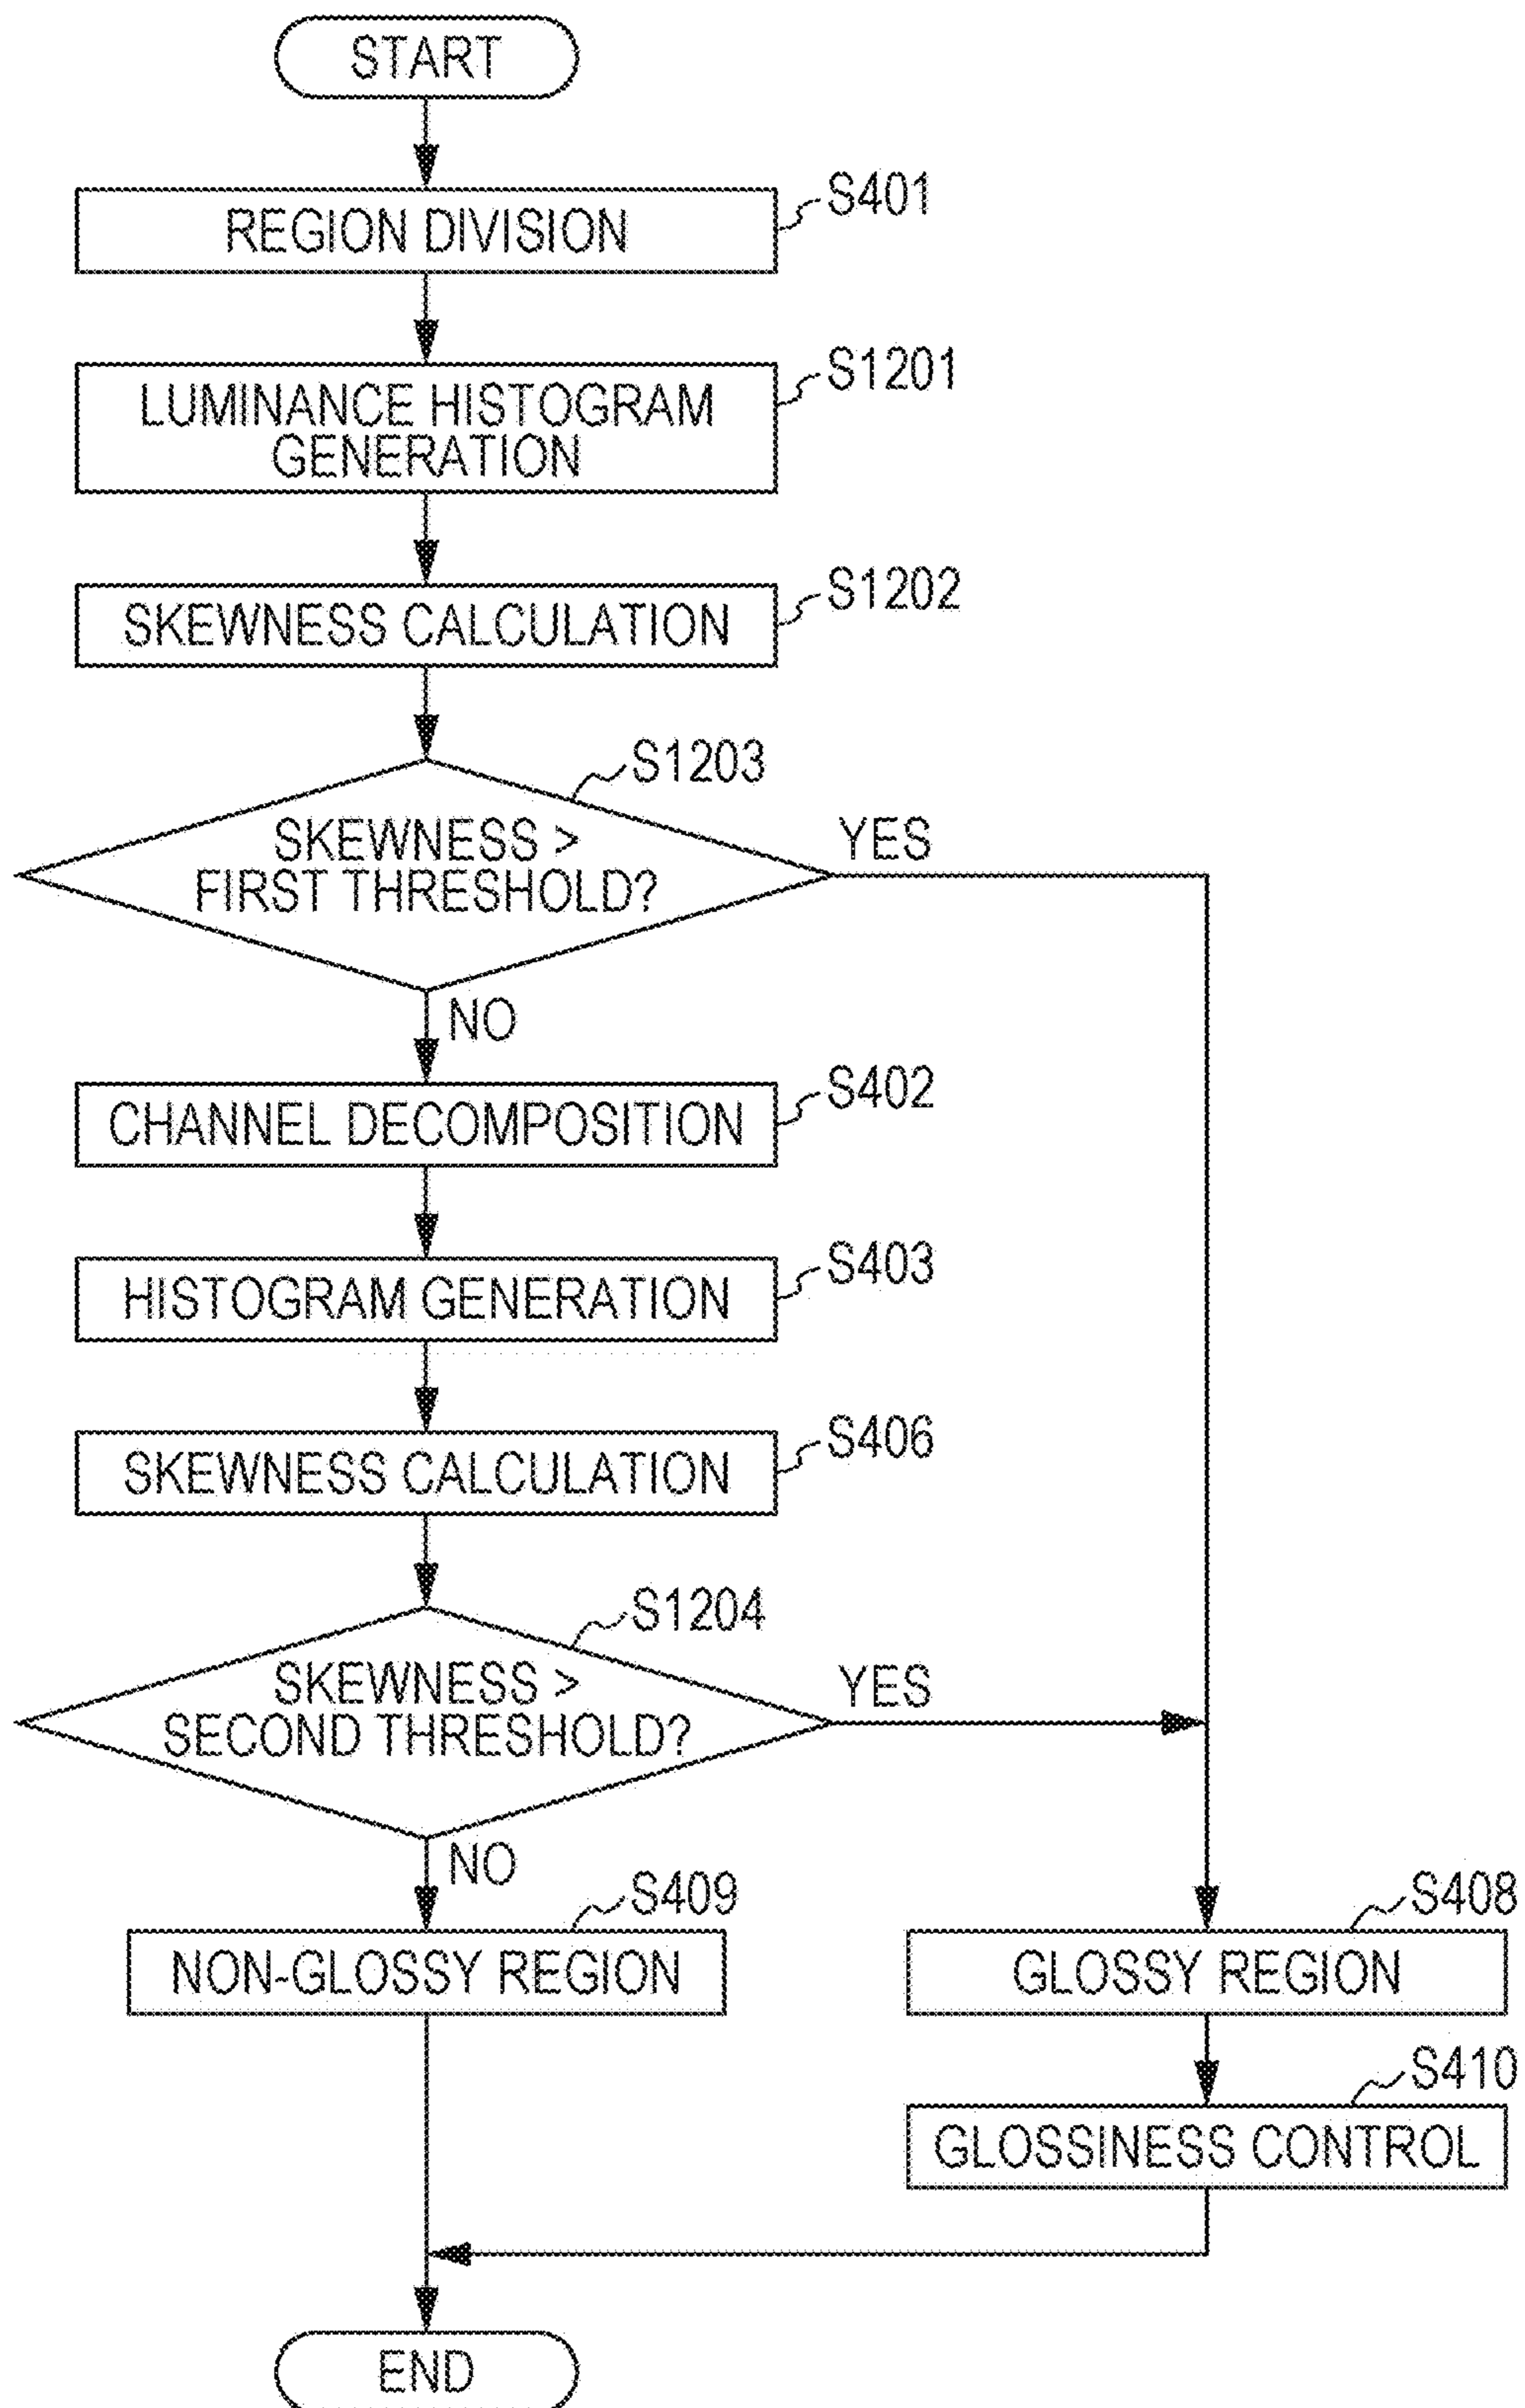 START
REGION DIVISION
S401
LUMINANCE HISTOGRAM
GENERATION
S1201
SKEWNESS CALCULATION
S1202
SKEWNESS >
FIRST THRESHOLD?
S1203
YES
NO
CHANNEL DECOMPOSITION
S402
HISTOGRAM GENERATION
S403
SKEWNESS CALCULATION
S406
SKEWNESS >
SECOND THRESHOLD?
S1204
YES
NO
NON-GLOSSY REGION
S409
GLOSSY REGION
S408
GLOSSINESS CONTROL
S410
END